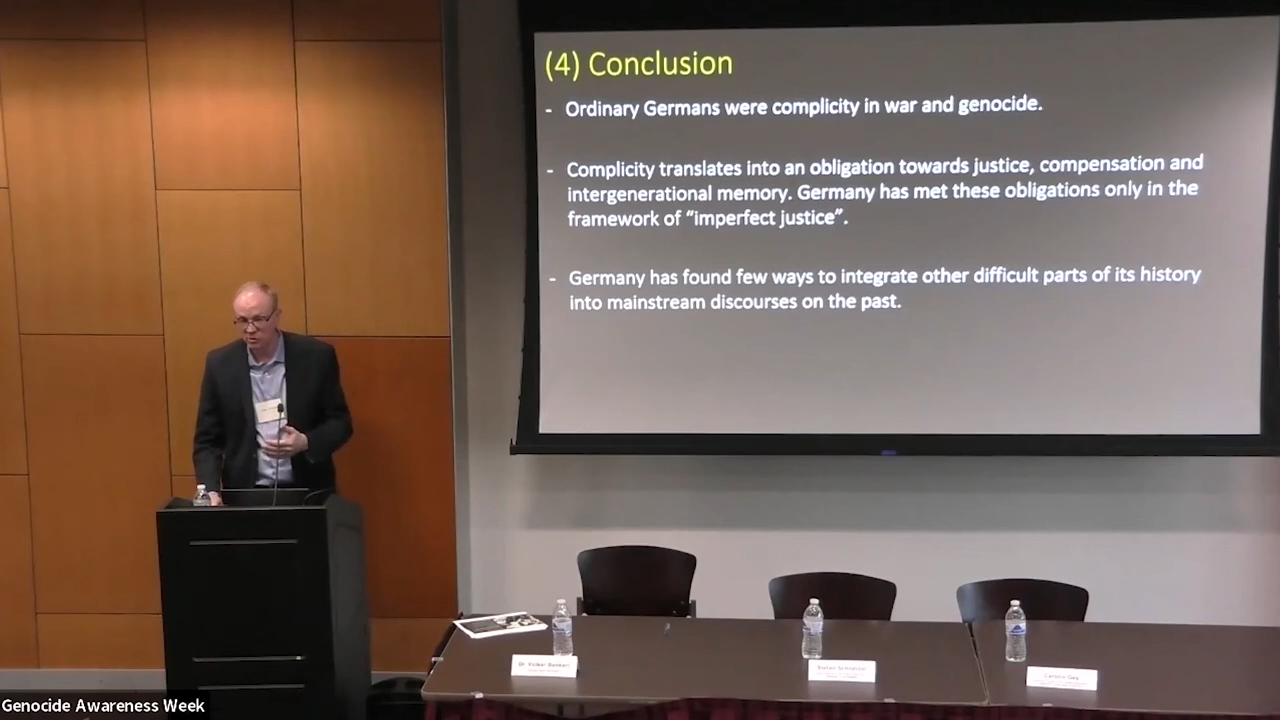 (4) Conclusion
- Ordinary Germans were complicity in war and genocide.
- Complicity translates into an obligation towards justice, compensation and
intergenerational memory. Germany has met these obligations only in the
framework of “imperfect justice”.
- Germany has found few ways to integrate other difficult parts of its history
into mainstream discourses on the past.
Dr. Volker Benkert
Genocide Awareness Week